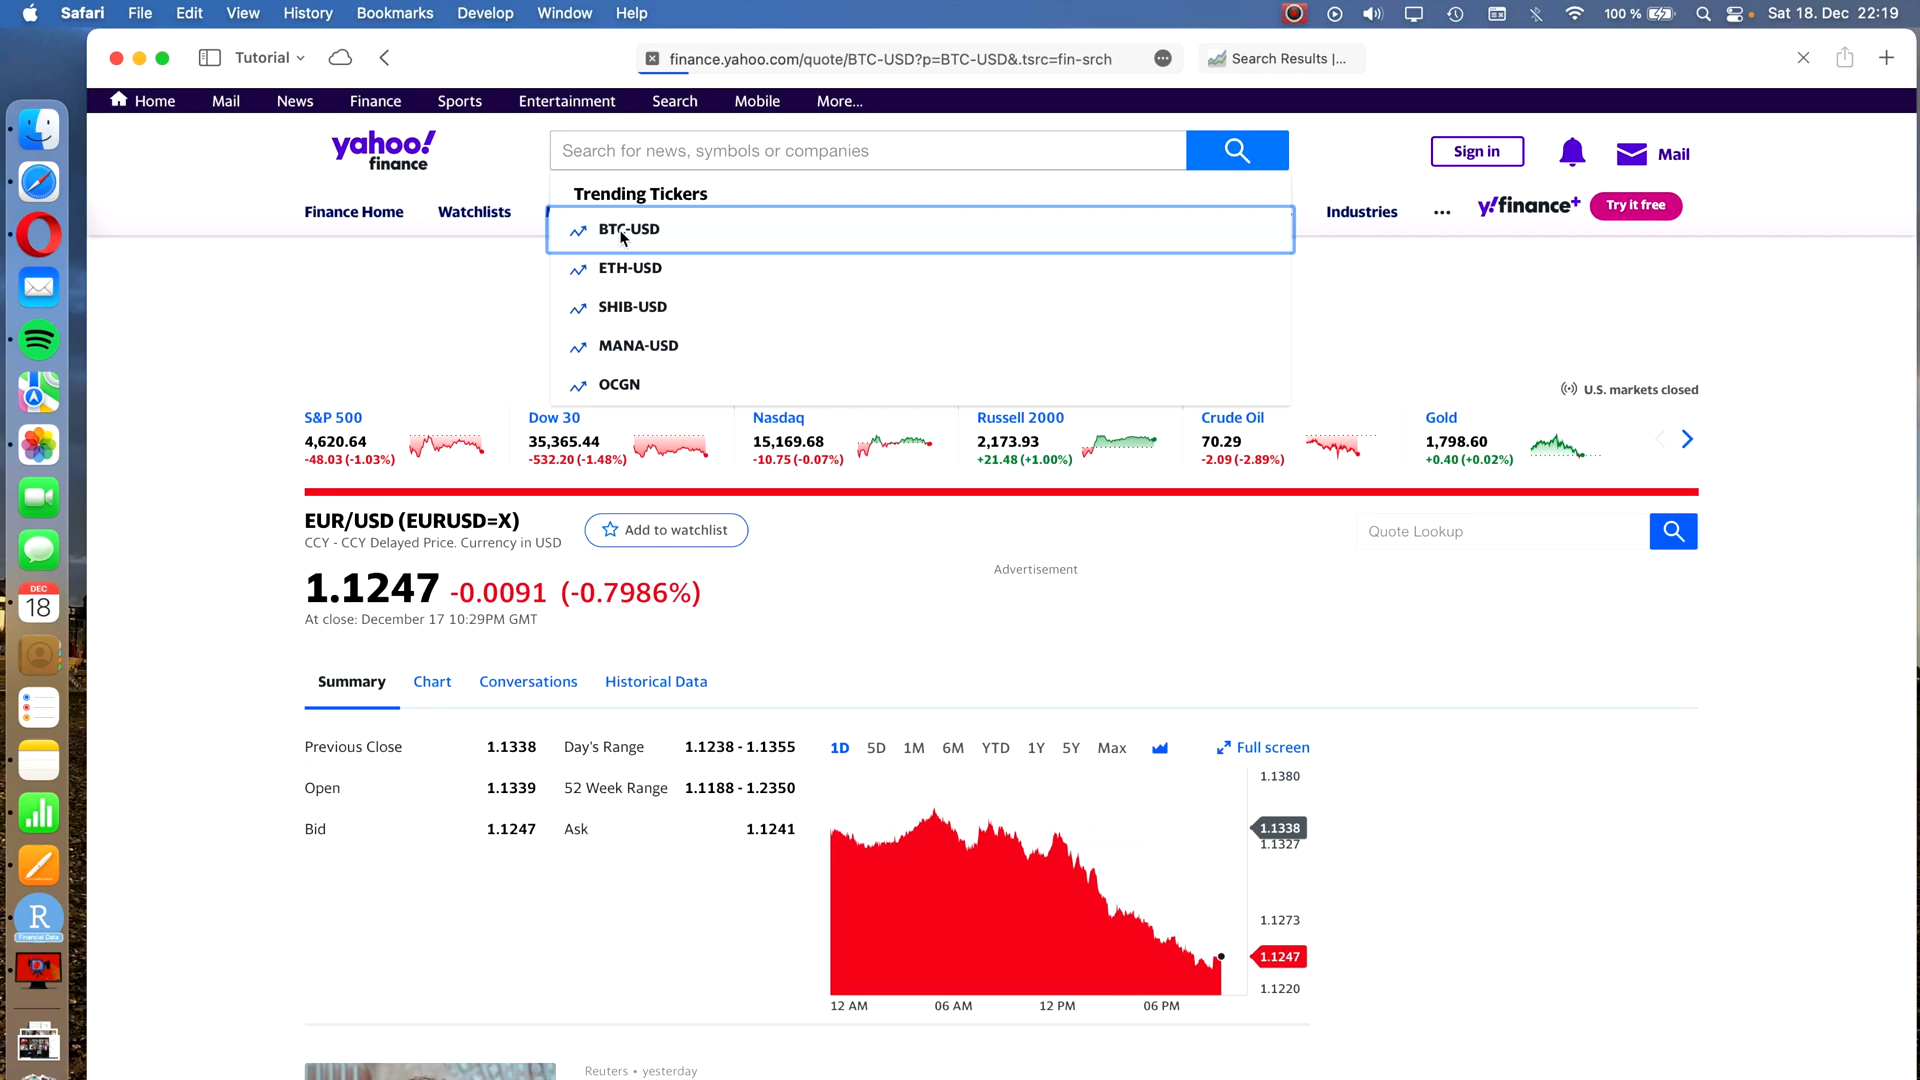 Safari File Edit View History Bookmarks Develop Window Help 100 % Sat 18. Dec 22:19
Tutorial finance.yahoo.com/quote/BTC-USD?p=BTC-USD&.tsrc=fin-srch Search Results |...
Home Mail News Finance Sports Entertainment Search Mobile More...
yahoo! finance
Search for news, symbols or companies
Sign in Mail
Trending Tickers
Finance Home Watchlists Industries ... y!finance+ Try it free
BTC-USD
ETH-USD
SHIB-USD
MANA-USD
OCGN
U.S. markets closed
S&P 500 Dow 30 Nasdaq Russell 2000 Crude Oil Gold
4,620.64 35,365.44 15,169.68 2,173.93 70.29 1,798.60
-48.03 (-1.03%) -532.20 (-1.48%) -10.75 (-0.07%) +21.48 (+1.00%) -2.09 (-2.89%) +0.40 (+0.02%)
EUR/USD (EURUSD=X) Add to watchlist Quote Lookup
CCY - CCY Delayed Price. Currency in USD
Advertisement
1.1247 -0.0091 (-0.7986%)
At close: December 17 10:29PM GMT
Summary Chart Conversations Historical Data
Previous Close 1.1338 Day's Range 1.1238 - 1.1355
Open 1.1339 52 Week Range 1.1188 - 1.2350
Bid 1.1247 Ask 1.1241
1D 5D 1M 6M YTD 1Y 5Y Max Full screen
1.1380
1.1338
1.1327
1.1273
1.1247
1.1220
12 AM 06 AM 12 PM 06 PM
Reuters • yesterday
DEC
18
R
Financial Data